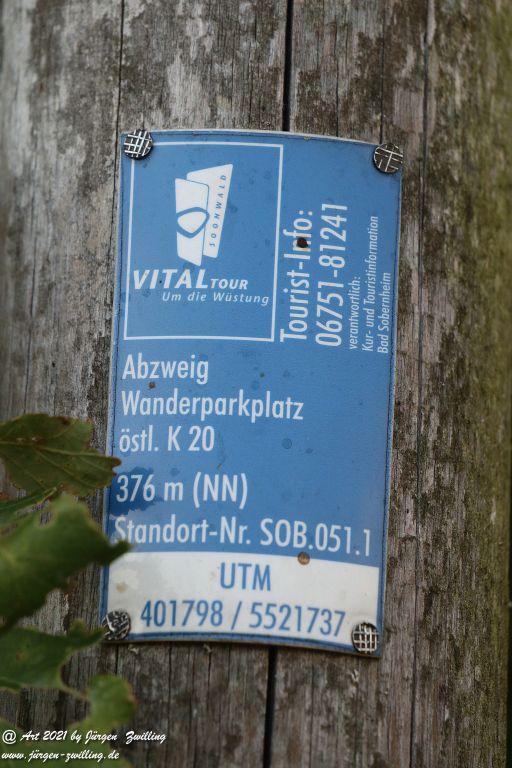 SOONWALD
VITALTOUR
Um die Wüstung
Tourist-Info:
06751-81241
verantwortlich:
Kur- und Touristinformation
Bad Sobernheim
Abzweig
Wanderparkplatz
östl. K 20
376 m (NN)
Standort-Nr. SOB.051.1
UTM
401798 / 5521737
@ Art 2021 by Jürgen Zwilling
www.jürgen-zwilling.de